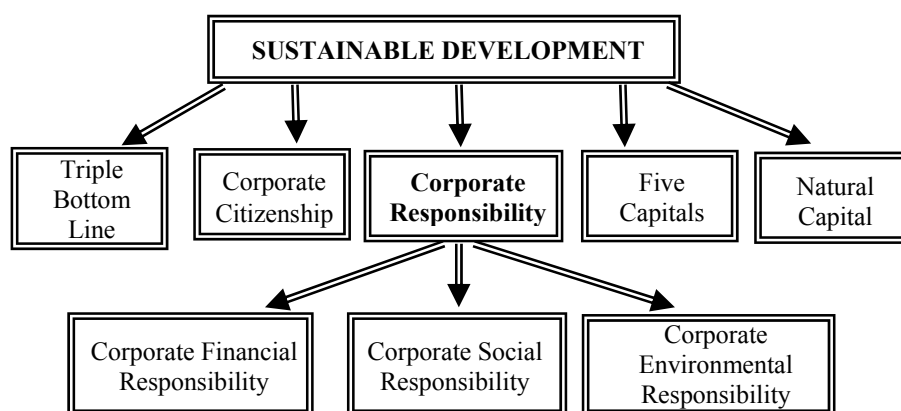 SUSTAINABLE DEVELOPMENT
Triple
Bottom
Line
Corporate
Citizenship
Corporate
Responsibility
Five
Capitals
Natural
Capital
Corporate Financial
Responsibility
Corporate Social
Responsibility
Corporate
Environmental
Responsibility